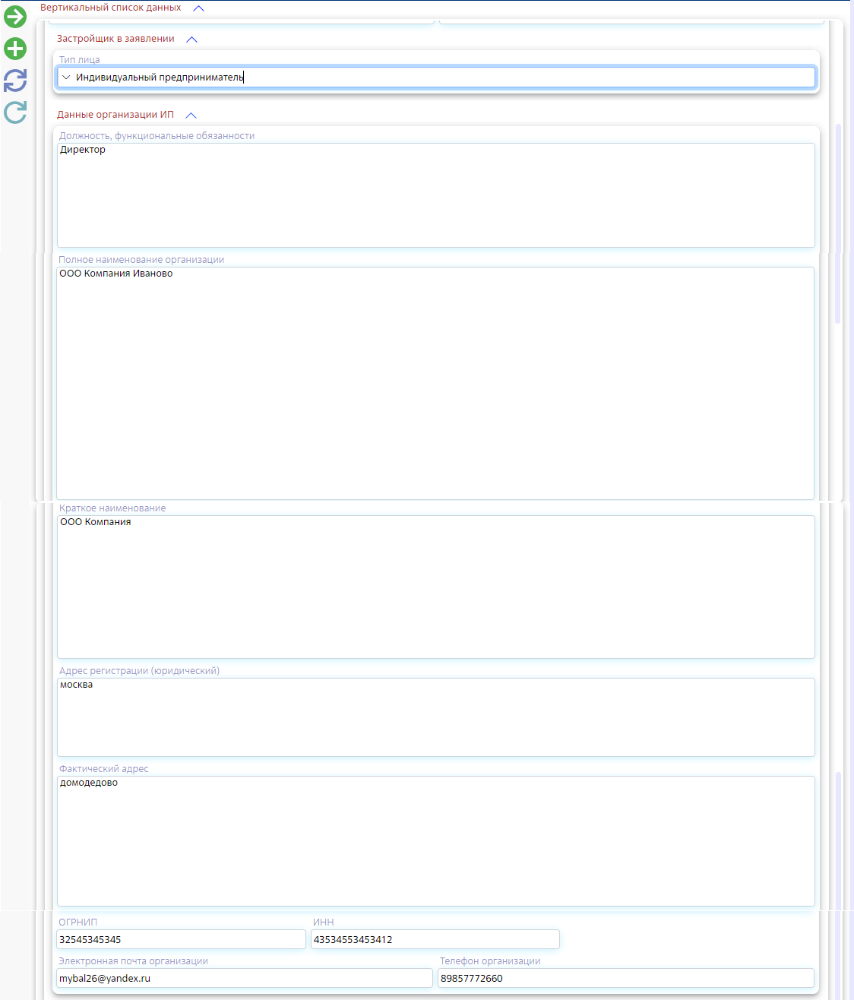 Вертикальный список данных
Застройщик в заявлении
Тип лица
Индивидуальный предприниматель
Данные организации ИП
Должность, функциональные обязанности
Директор
Полное наименование организации
ООО Компания Иваново
Краткое наименование
ООО Компания
Адрес регистрации (юридический)
москва
Фактический адрес
домодедово
ОГРНИП ИНН
32545345345 43534553453412
Электронная почта организации Телефон организации
mybal26@yandex.ru 89857772660